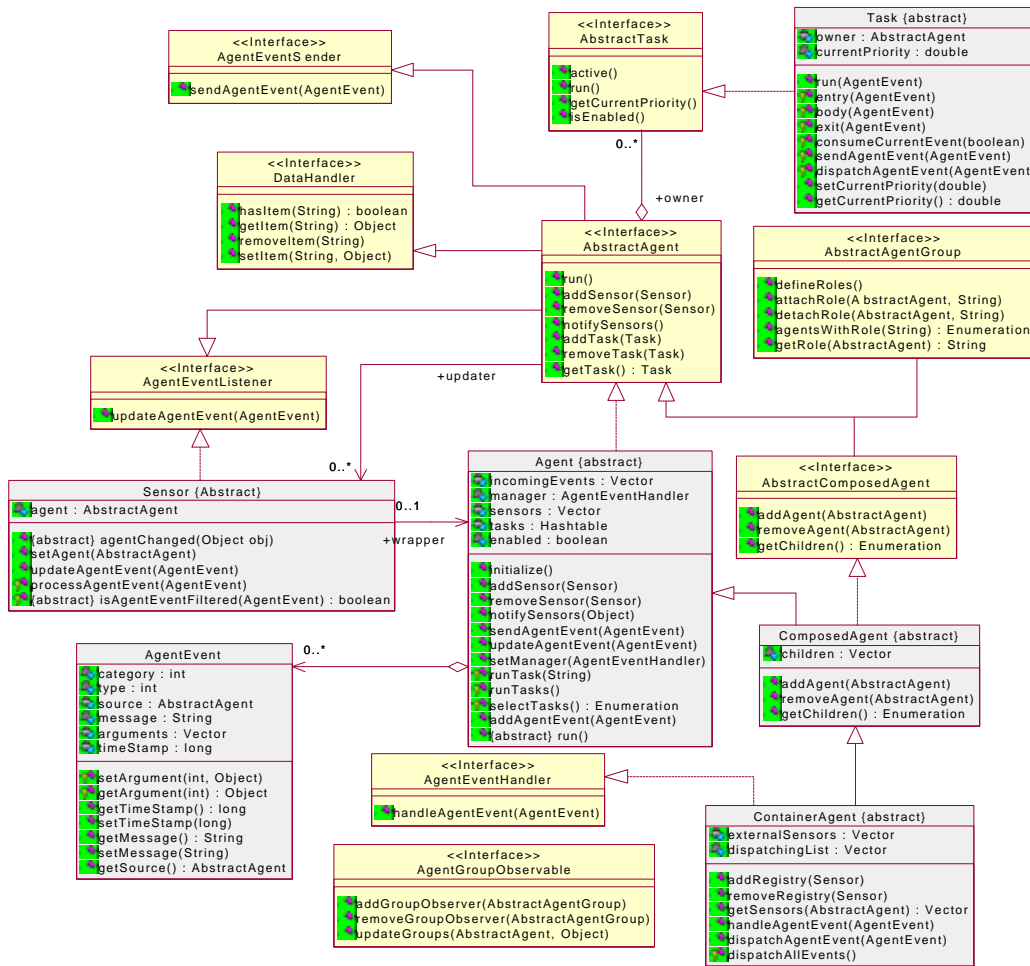 <<Interface>>
AgentEventSender
sendAgentEvent(AgentEvent)
<<Interface>>
AbstractTask
active()
run()
getCurrentPriority()
isEnabled()
Task {abstract}
owner : AbstractAgent
currentPriority : double
run(AgentEvent)
entry(AgentEvent)
body(AgentEvent)
exit(AgentEvent)
consumeCurrentEvent(boolean)
sendAgentEvent(AgentEvent)
dispatchAgentEvent(AgentEvent
setCurrentPriority(double)
getCurrentPriority() : double
0..*
+owner
<<Interface>>
DataHandler
hasItem(String) : boolean
getItem(String) : Object
removeItem(String)
setItem(String, Object)
<<Interface>>
AbstractAgent
run()
addSensor(Sensor)
removeSensor(Sensor)
notifySensors()
addTask(Task)
removeTask(Task)
getTask() : Task
<<Interface>>
AbstractAgentGroup
defineRoles()
attachRole(AbstractAgent, String)
detachRole(AbstractAgent, String)
agentsWithRole(String) : Enumeration
getRole(AbstractAgent) : String
<<Interface>>
AgentEventListener
updateAgentEvent(AgentEvent)
+updater
0..*
Sensor {Abstract}
agent : AbstractAgent
{abstract} agentChanged(Object obj)
setAgent(AbstractAgent)
updateAgentEvent(AgentEvent)
processAgentEvent(AgentEvent)
{abstract} isAgentEventFiltered(AgentEvent) : boolean
0..1
+wrapper
Agent {abstract}
incomingEvents : Vector
manager : AgentEventHandler
sensors : Vector
tasks : Hashtable
enabled : boolean
initialize()
addSensor(Sensor)
removeSensor(Sensor)
notifySensors(Object)
sendAgentEvent(AgentEvent)
updateAgentEvent(AgentEvent)
setManager(AgentEventHandler)
runTask(String)
runTasks()
selectTasks() : Enumeration
addAgentEvent(AgentEvent)
{abstract} run()
<<Interface>>
AbstractComposedAgent
addAgent(AbstractAgent)
removeAgent(AbstractAgent)
getChildren() : Enumeration
ComposedAgent {abstract}
children : Vector
addAgent(AbstractAgent)
removeAgent(AbstractAgent)
getChildren() : Enumeration
AgentEvent
category : int
type : int
source : AbstractAgent
message : String
arguments : Vector
timeStamp : long
setArgument(int, Object)
getArgument(int) : Object
getTimeStamp() : long
setTimeStamp(long)
getMessage() : String
setMessage(String)
getSource() : AbstractAgent
0..*
<<Interface>>
AgentEventHandler
handleAgentEvent(AgentEvent)
<<Interface>>
AgentGroupObservable
addGroupObserver(AbstractAgentGroup)
removeGroupObserver(AbstractAgentGroup)
updateGroups(AbstractAgent, Object)
ContainerAgent {abstract}
externalSensors : Vector
dispatchingList : Vector
addRegistry(Sensor)
removeRegistry(Sensor)
getSensors(AbstractAgent) : Vector
handleAgentEvent(AgentEvent)
dispatchAgentEvent(AgentEvent)
dispatchAllEvents()